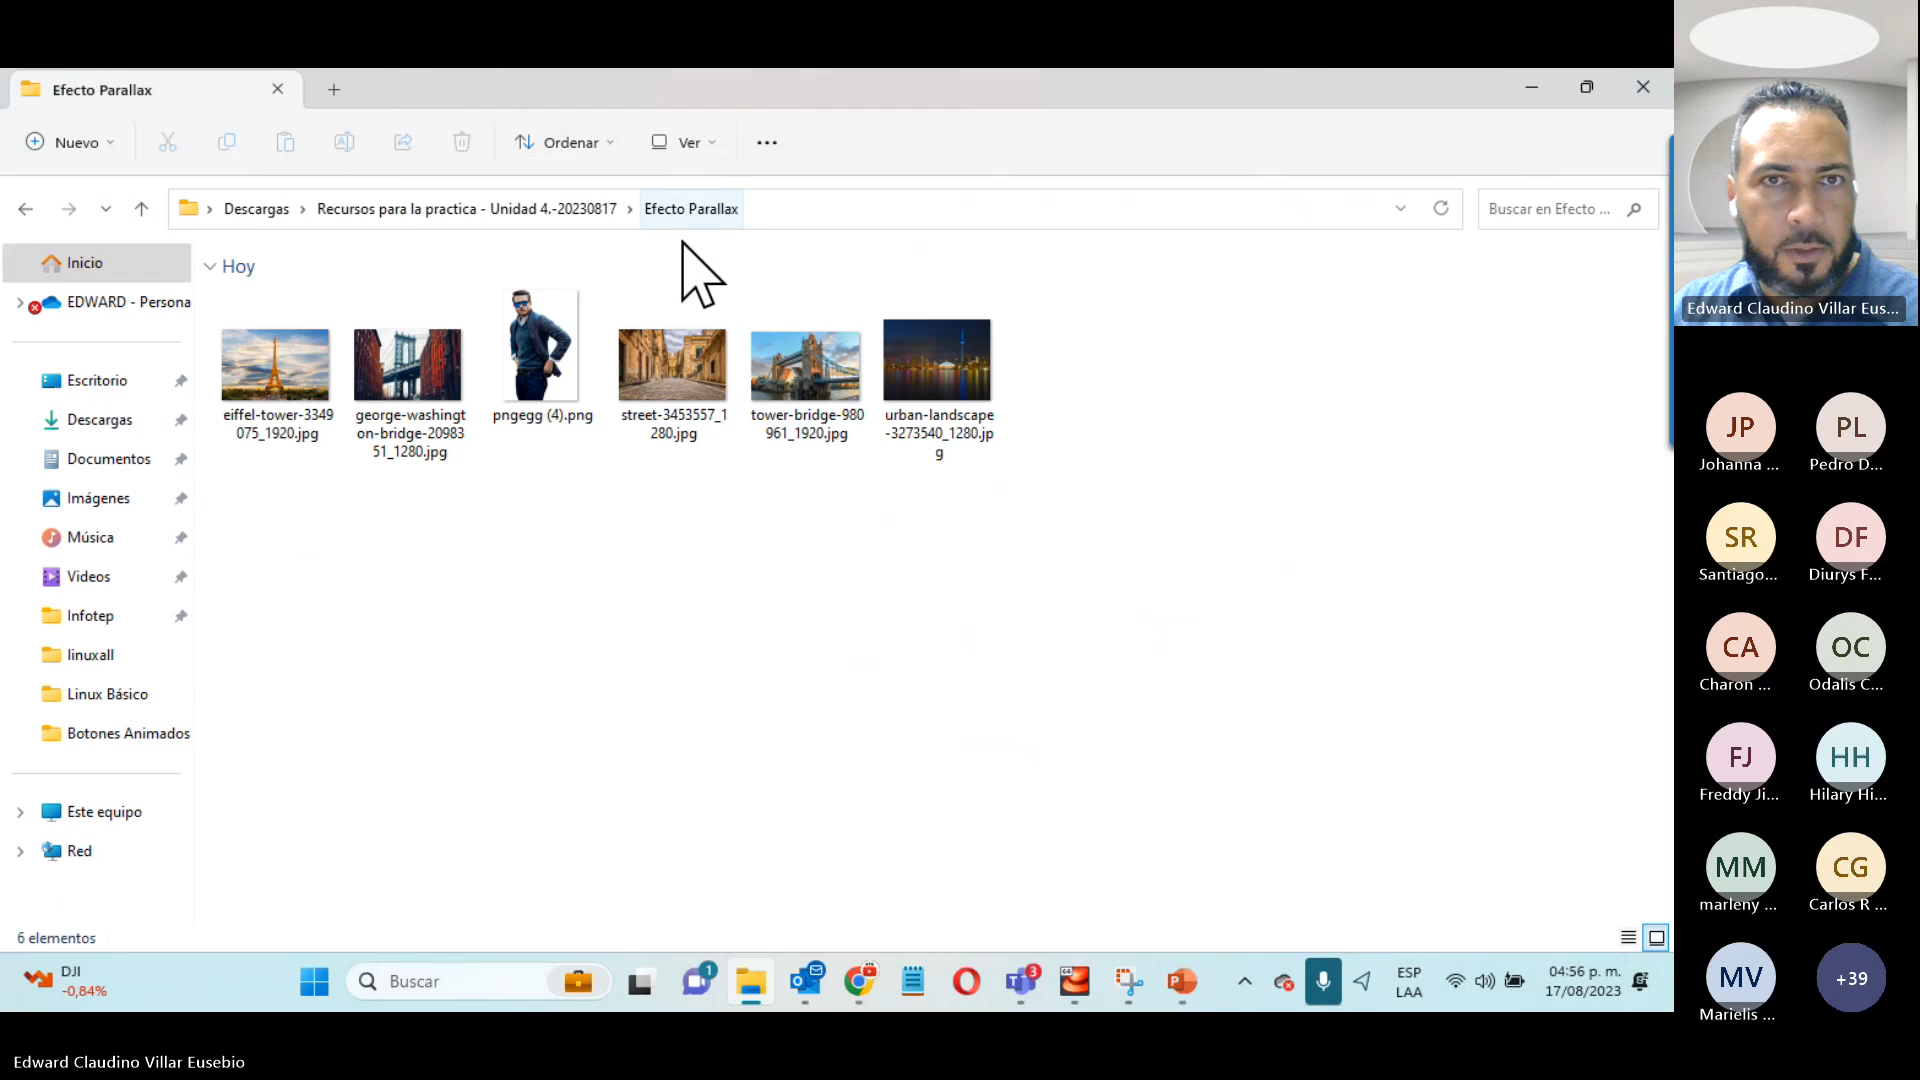 Efecto Parallax
Nuevo
Ordenar
Ver
Descargas
Recursos para la practica - Unidad 4.-20230817
Efecto Parallax
Buscar en Efecto ...
Inicio
EDWARD - Persona
Escritorio
Descargas
Documentos
Imágenes
Música
Videos
Infotep
linuxall
Linux Básico
Botones Animados
Este equipo
Red
Hoy
eiffel-tower-3349
075_1920.jpg
george-washingt
on-bridge-20983
51_1280.jpg
pngegg (4).png
street-3453557_1
280.jpg
tower-bridge-980
961_1920.jpg
urban-landscape
-3273540_1280.jp
g
6 elementos
DJI
-0,84%
Buscar
1
3
ESP
LAA
04:56 p. m.
17/08/2023
Edward Claudino Villar Eus...
JP
Johanna ...
PL
Pedro D...
SR
Santiago...
DF
Diurys F...
CA
Charon ...
OC
Odalis C...
FJ
Freddy Ji...
HH
Hilary Hi...
MM
marleny ...
CG
Carlos R ...
MV
Marielis ...
+39
Edward Claudino Villar Eusebio